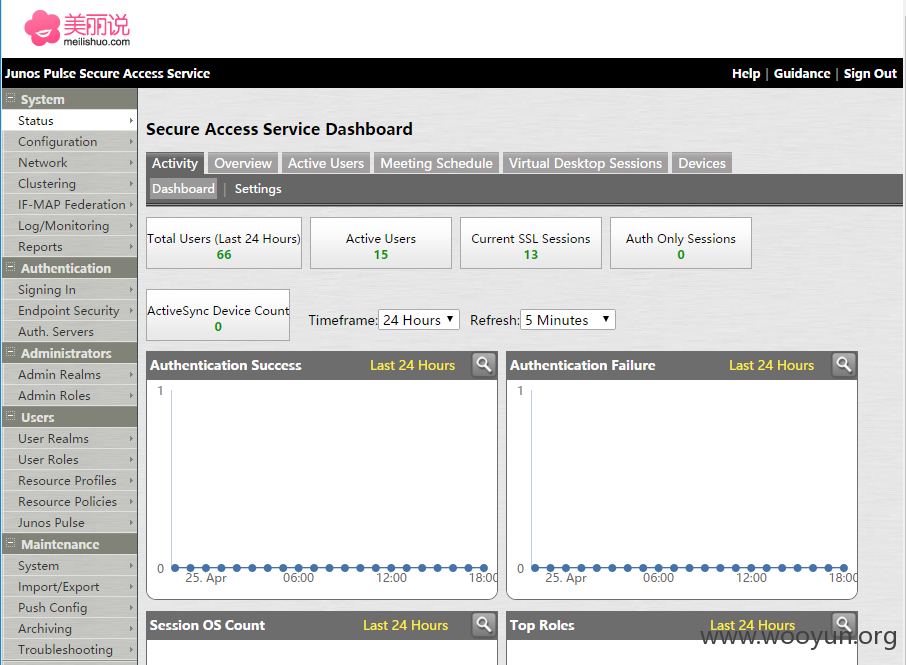 美丽说
meilishuo.com
Junos Pulse Secure Access Service
Help | Guidance | Sign Out
System
Status
Configuration
Network
Clustering
IF-MAP Federation
Log/Monitoring
Reports
Authentication
Signing In
Endpoint Security
Auth. Servers
Administrators
Admin Realms
Admin Roles
Users
User Realms
User Roles
Resource Profiles
Resource Policies
Junos Pulse
Maintenance
System
Import/Export
Push Config
Archiving
Troubleshooting
Secure Access Service Dashboard
Activity Overview Active Users Meeting Schedule Virtual Desktop Sessions Devices
Dashboard | Settings
Total Users (Last 24 Hours)
66
Active Users
15
Current SSL Sessions
13
Auth Only Sessions
0
ActiveSync Device Count
0
Timeframe: 24 Hours Refresh: 5 Minutes
Authentication Success Last 24 Hours
1
0
25. Apr 06:00 12:00 18:00
Authentication Failure Last 24 Hours
1
0
25. Apr 06:00 12:00 18:00
Session OS Count Last 24 Hours
Top Roles Last 24 Hours
www.wooyun.org